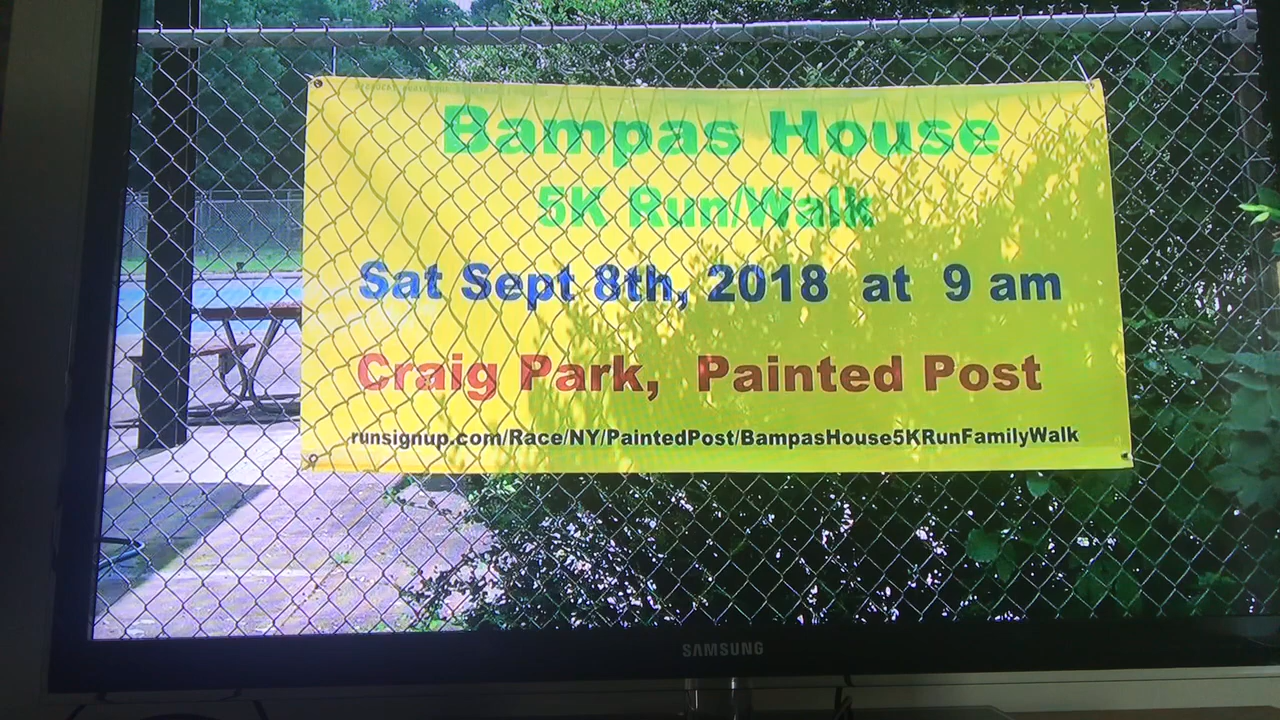 Bampas House
5K Run/Walk
Sat Sept 8th, 2018 at 9 am
Craig Park, Painted Post
runsignup.com/Race/NY/PaintedPost/BampasHouse5KRunFamilyWalk
SAMSUNG